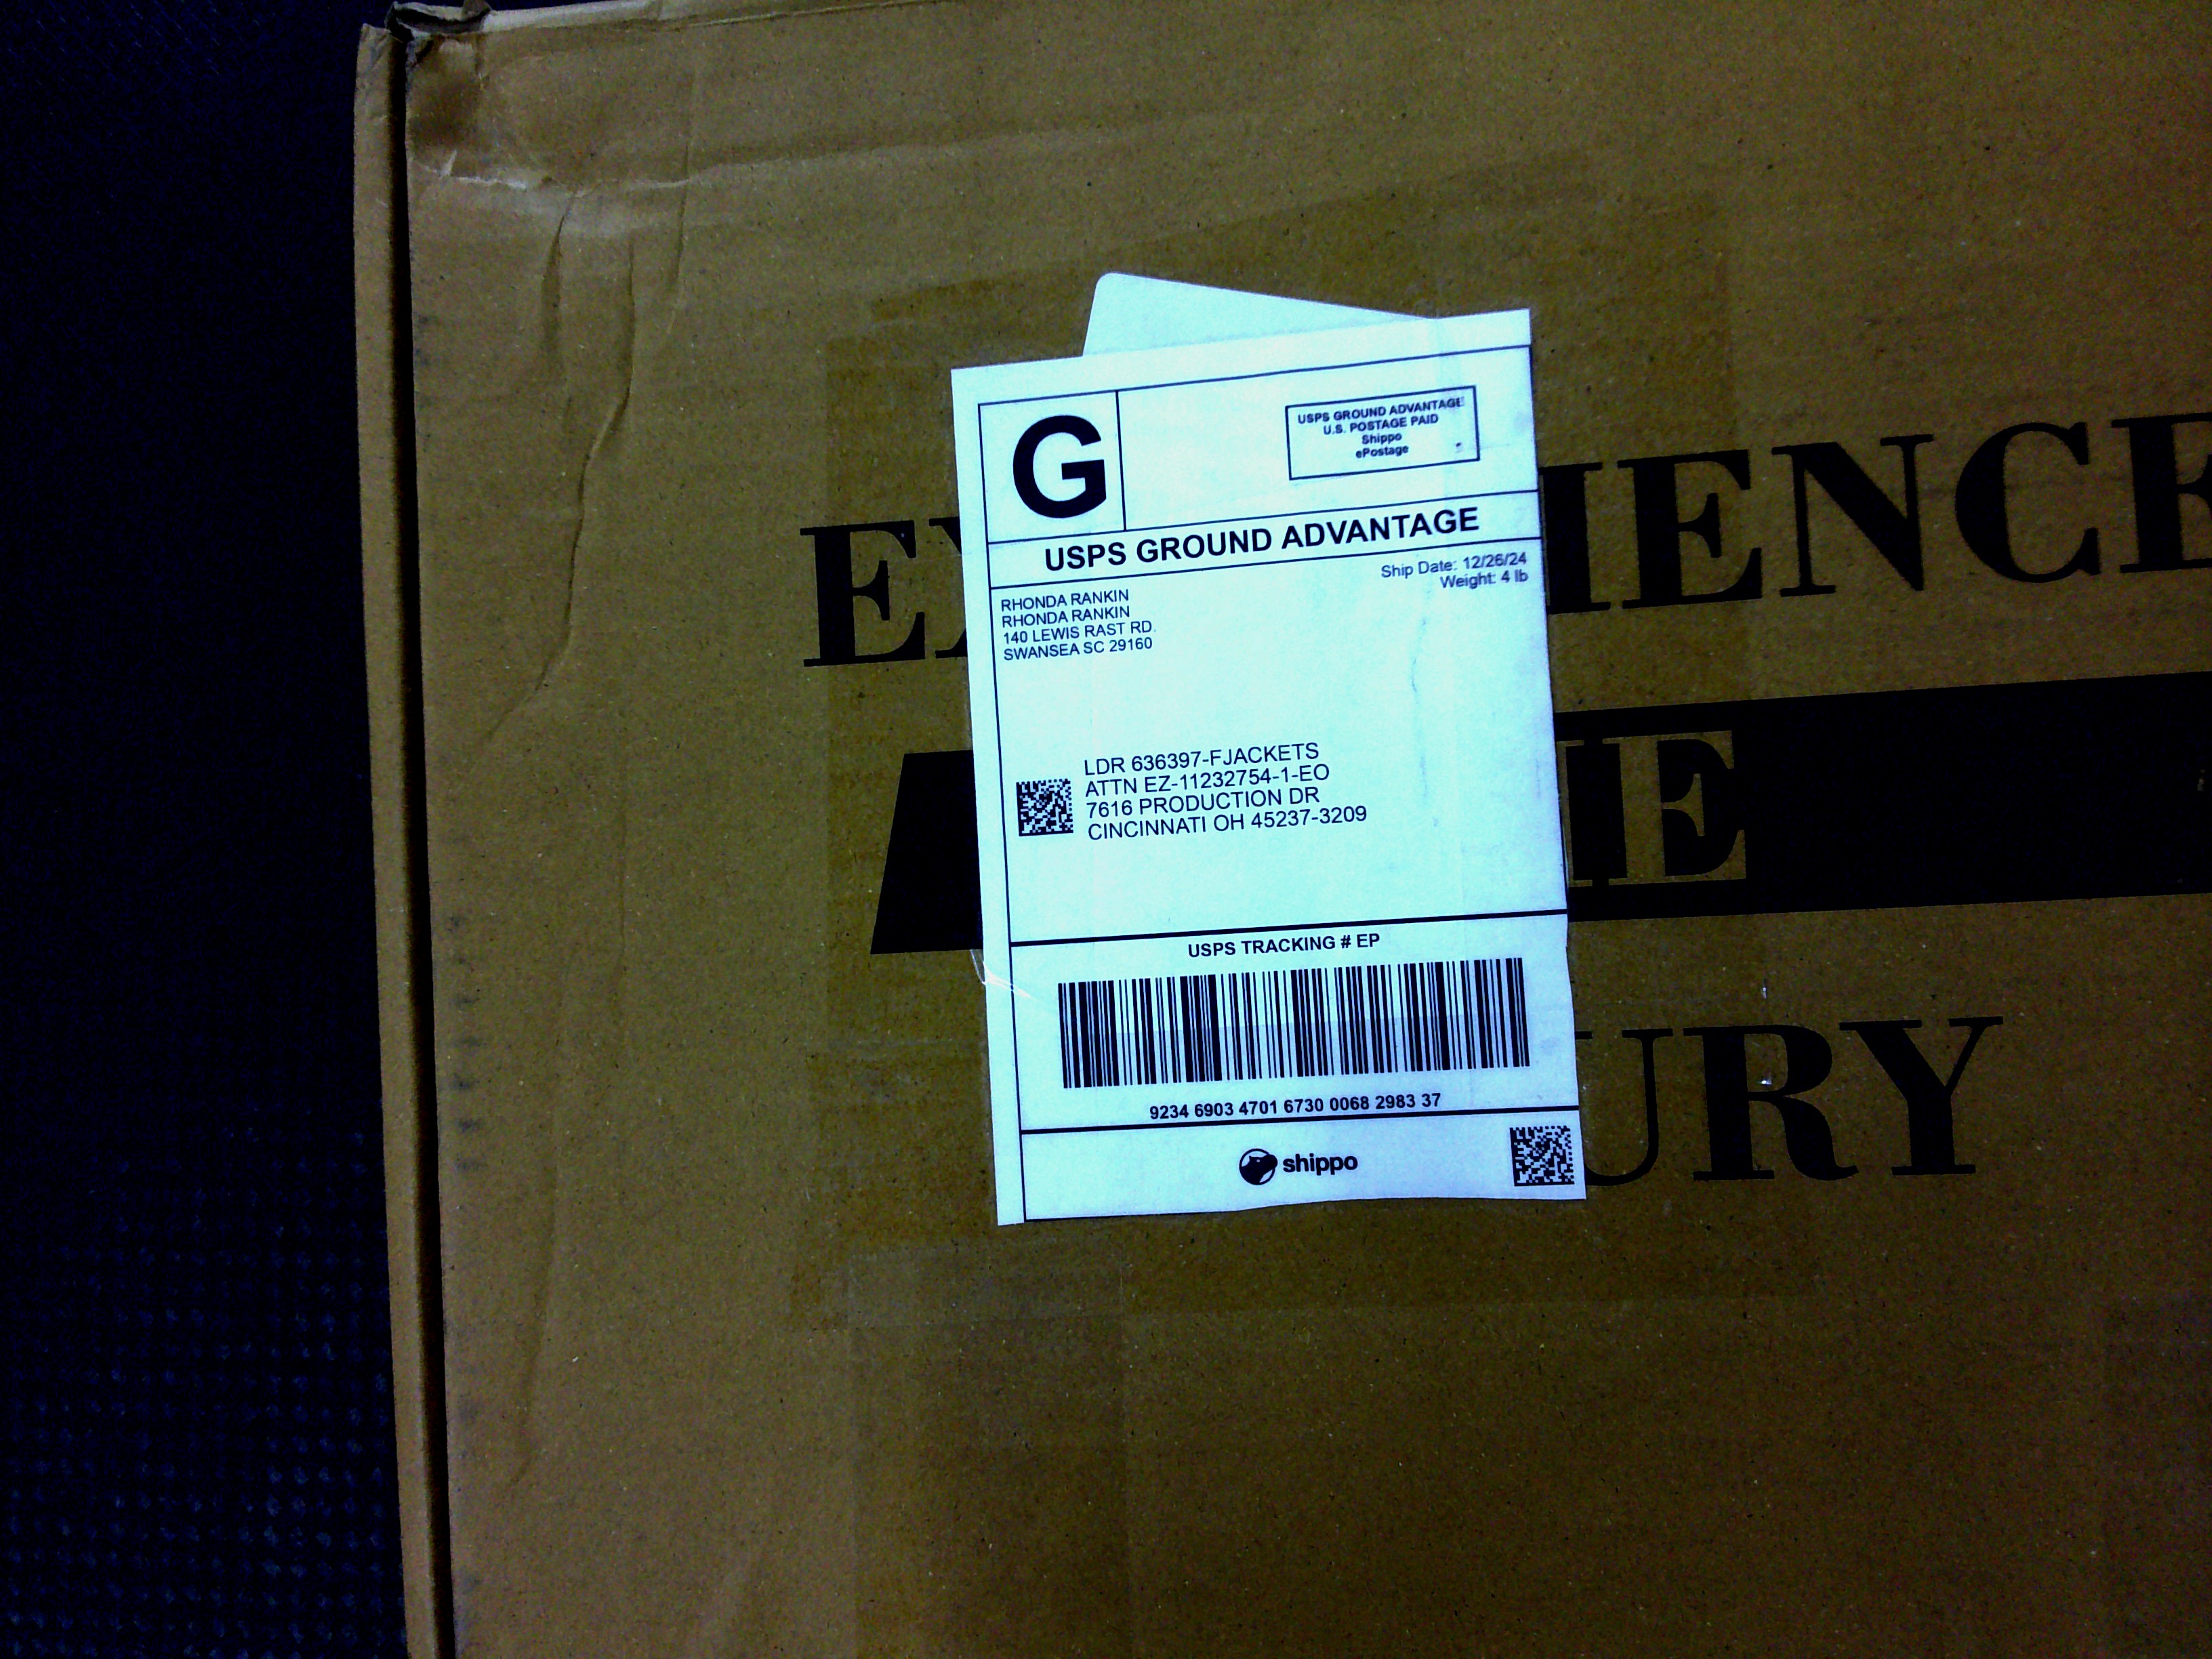 G
USPS GROUND ADVANTAGE
U.S. POSTAGE PAID
Shippo
ePostage
USPS GROUND ADVANTAGE
Ship Date: 12/26/24
Weight: 4 lb
RHONDA RANKIN
RHONDA RANKIN
140 LEWIS RAST RD
SWANSEA SC 29160
LDR 636397-FJACKETS
ATTN EZ-11232754-1-EO
7616 PRODUCTION DR
CINCINNATI OH 45237-3209
USPS TRACKING # EP
9234 6903 4701 6730 0068 2983 37
shippo